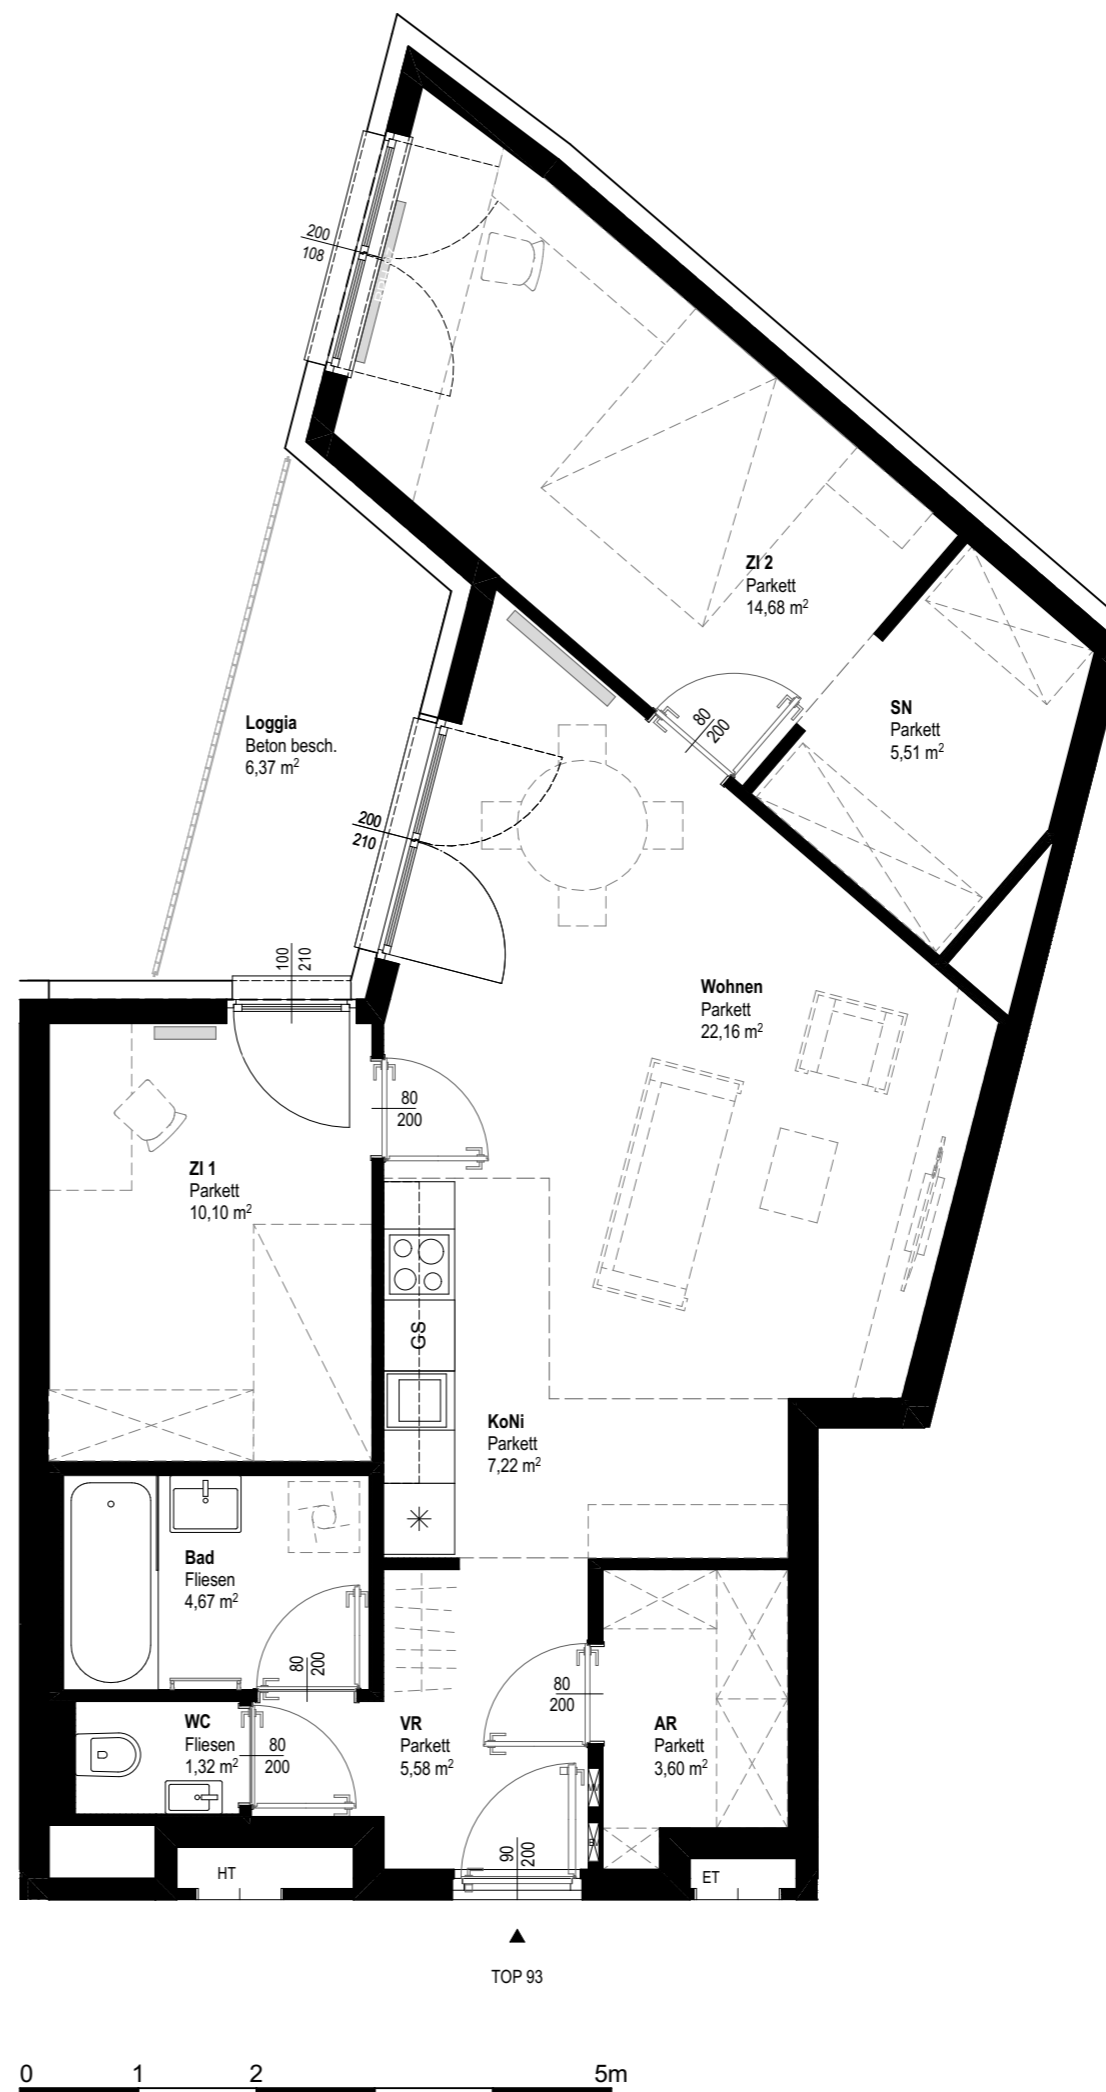 200
108
ZI 2
Parkett
14,68 m²
SN
Parkett
5,51 m²
80
200
Loggia
Beton besch.
6,37 m²
200
210
100
210
Wohnen
Parkett
22,16 m²
80
200
ZI 1
Parkett
10,10 m²
GS
KoNi
Parkett
7,22 m²
Bad
Fliesen
4,67 m²
80
200
80
200
WC
Fliesen
1,32 m²
80
200
VR
Parkett
5,58 m²
AR
Parkett
3,60 m²
90
200
HT
ET
TOP 93
0 1 2 5m